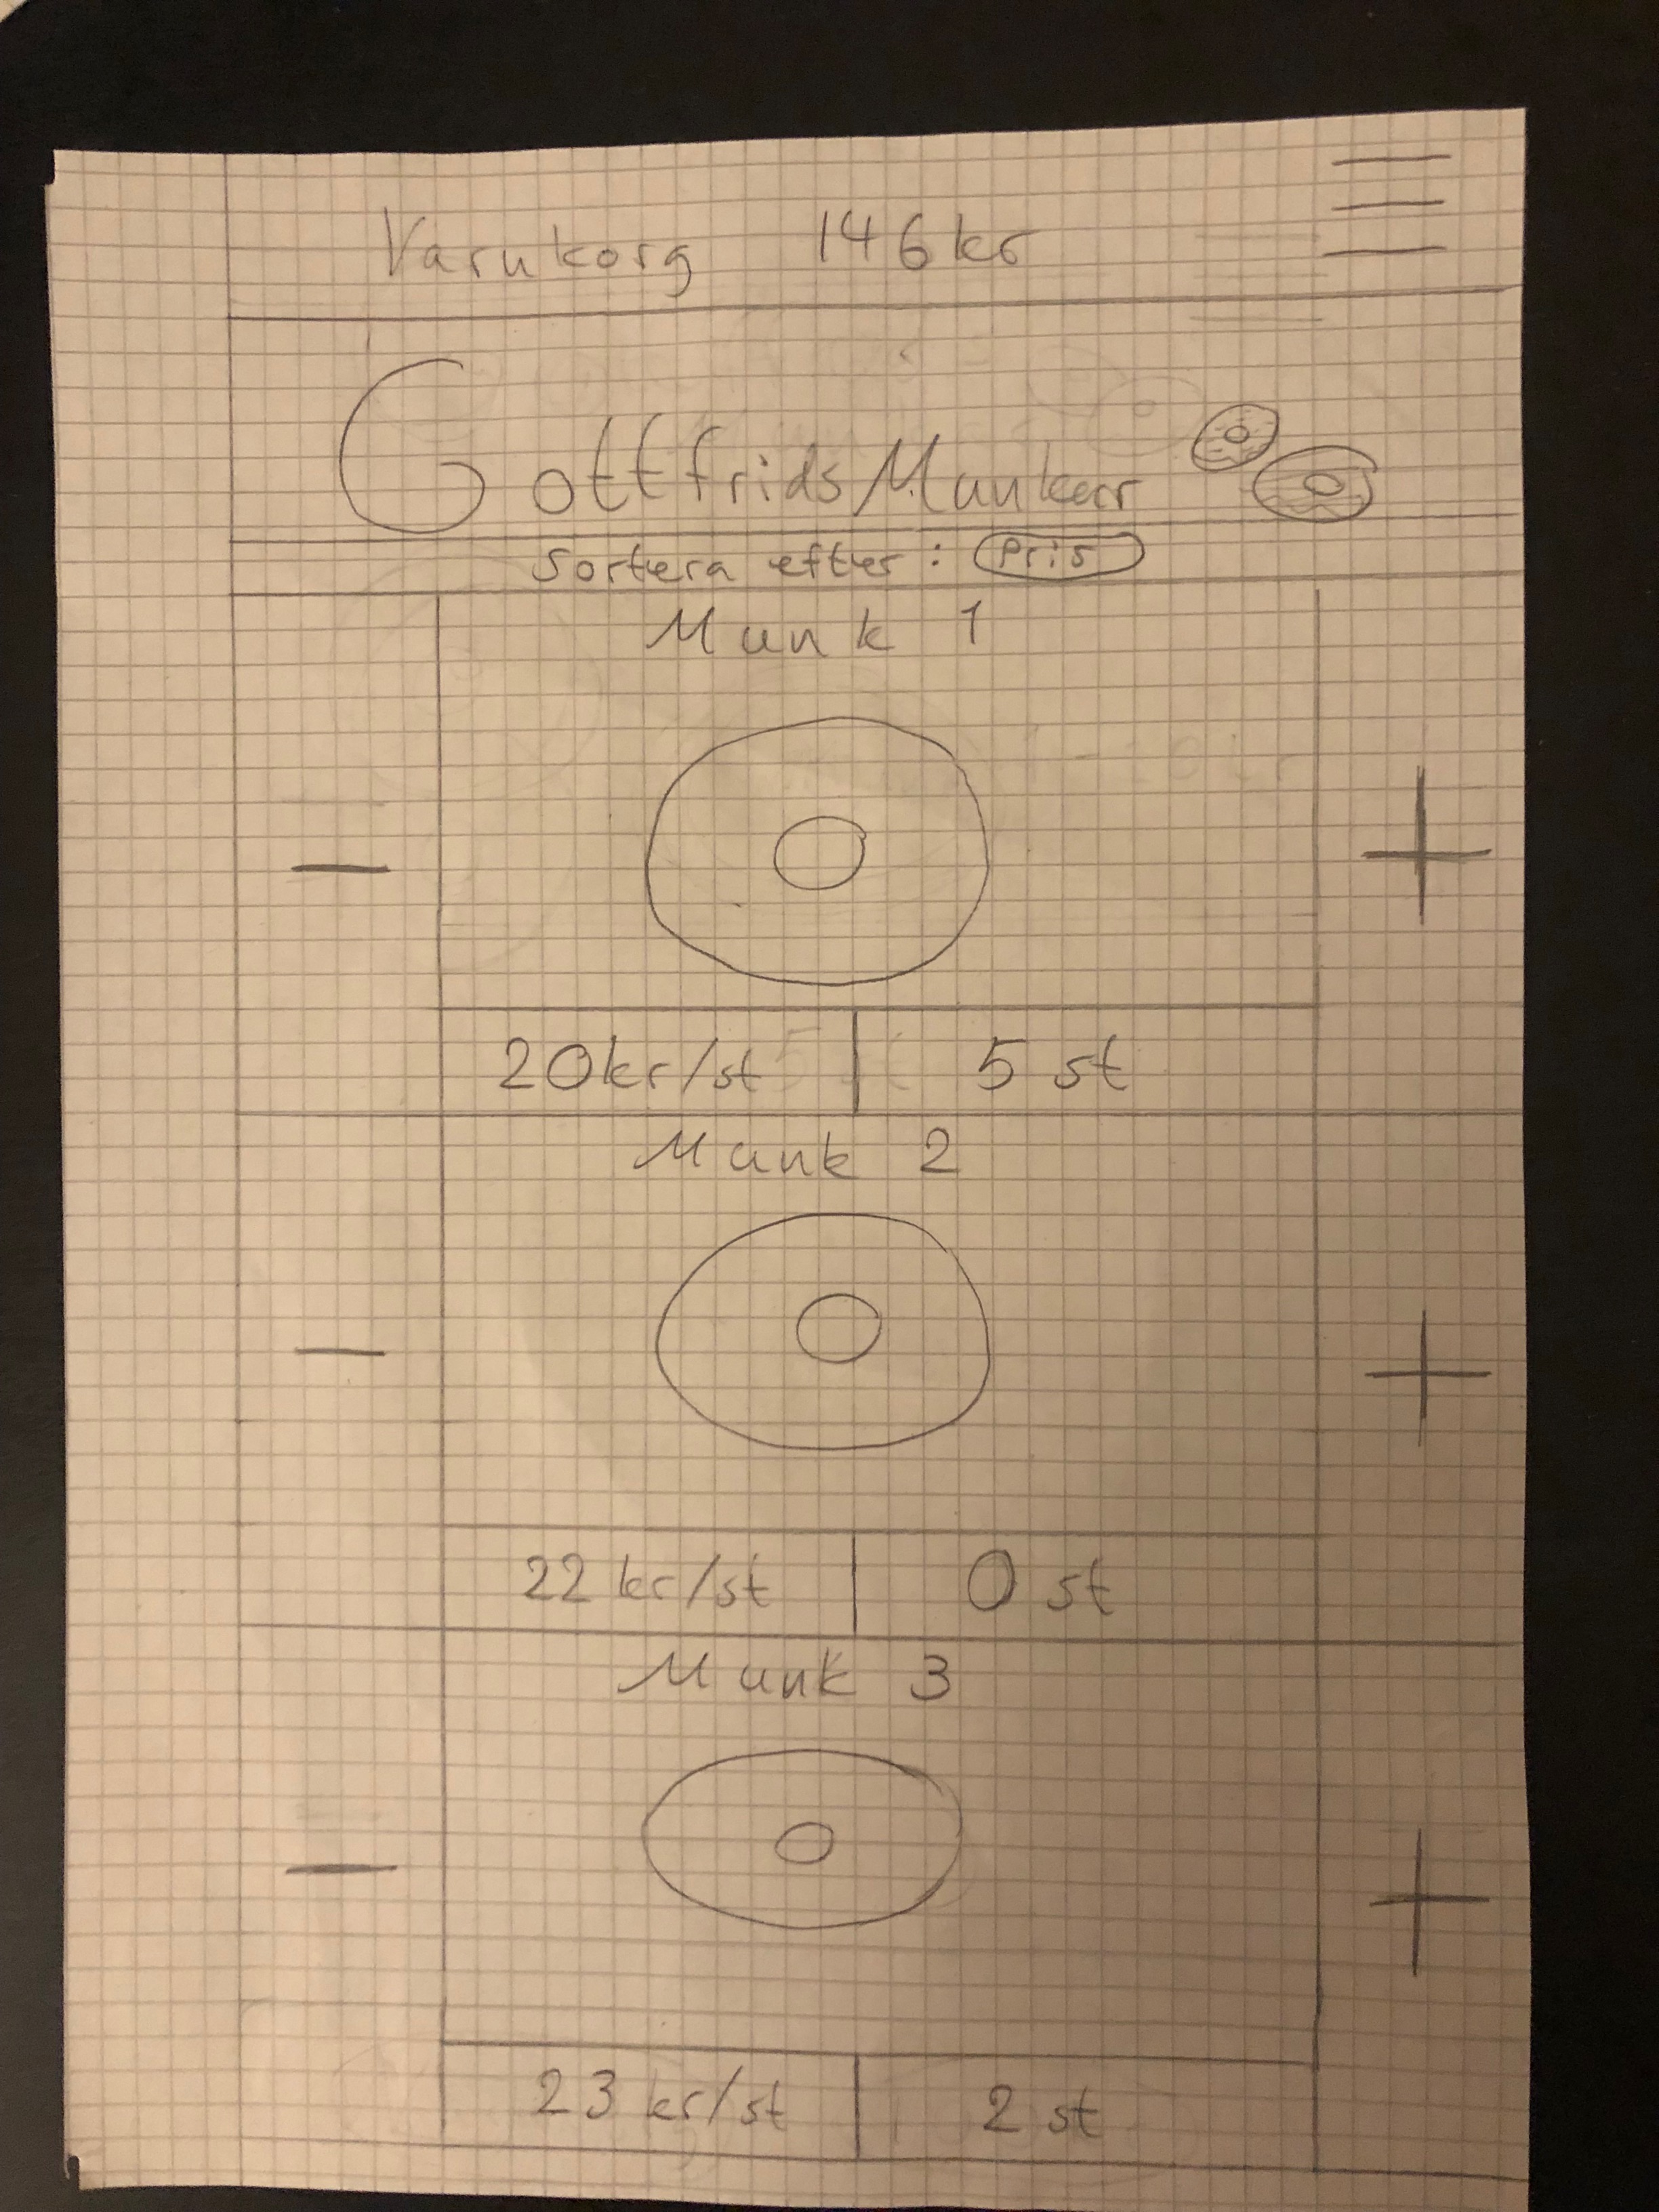 Varukorg 146kr
Gottfrids Munkar
Sortera efter: Pris
Munk 1
20kr/st 5 st
Munk 2
22 kr/st 0 st
Munk 3
23 kr/st 2 st